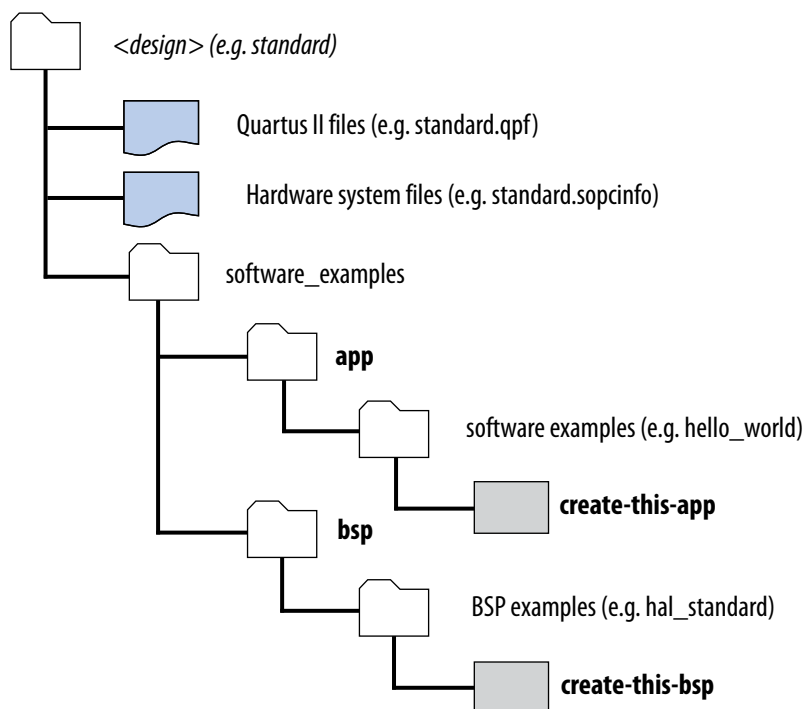 <design> (e.g. standard)
Quartus II files (e.g. standard.qpf)
Hardware system files (e.g. standard.sopcinfo)
software_examples
app
software examples (e.g. hello_world)
create-this-app
bsp
BSP examples (e.g. hal_standard)
create-this-bsp